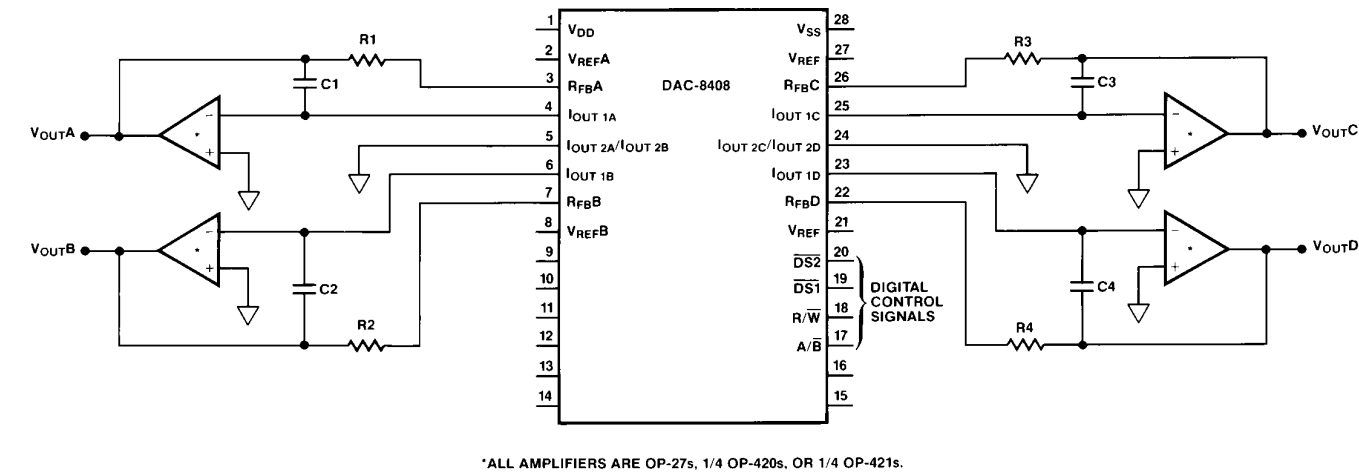 DAC-8408
1 VDD
2 VREFA
3 RFBA
4 IOUT 1A
5 IOUT 2A/IOUT 2B
6 IOUT 1B
7 RFBB
8 VREFB
9
10
11
12
13
14
28 VSS
27 VREF
26 RFBC
25 IOUT 1C
24 IOUT 2C/IOUT 2D
23 IOUT 1D
22 RFBD
21 VREF
20 DS2
19 DS1
18 R/W
17 A/B
16
15
DIGITAL
CONTROL
SIGNALS
R1
C1
- * +
VOUTA
- * +
VOUTB
C2
R2
R3
C3
- * +
VOUTC
- * +
VOUTD
C4
R4
*ALL AMPLIFIERS ARE OP-27s, 1/4 OP-420s, OR 1/4 OP-421s.